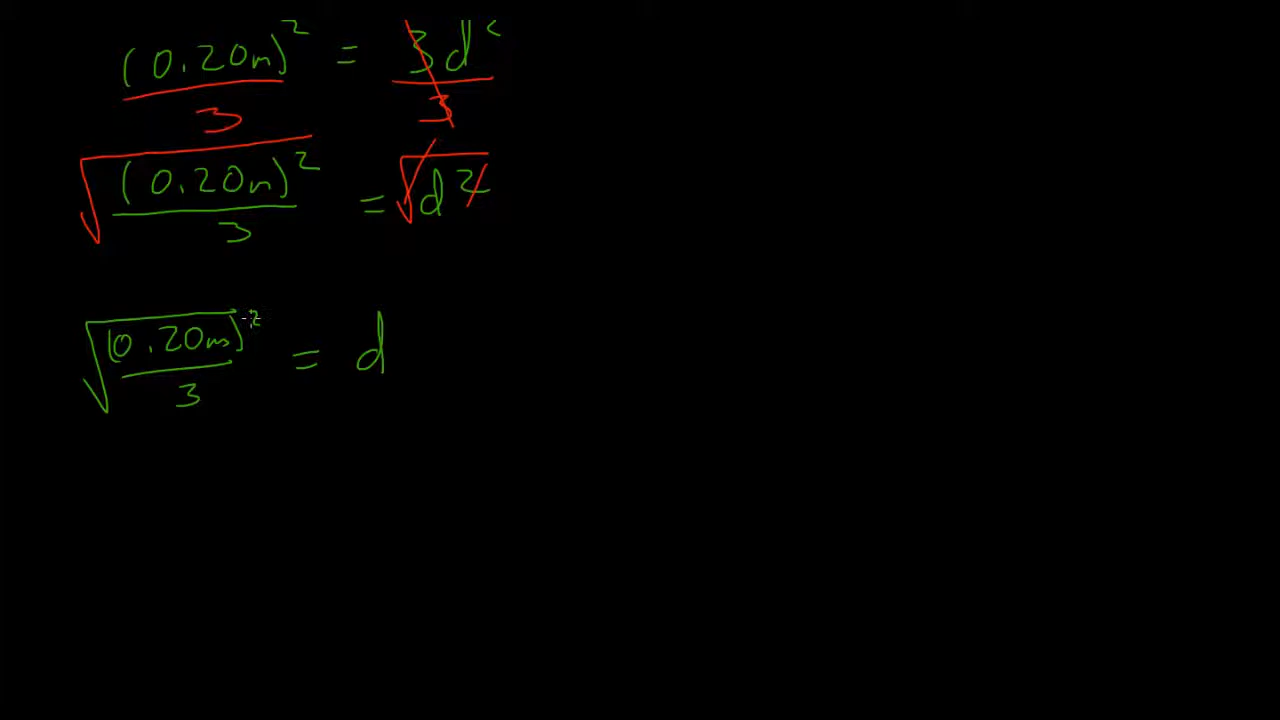 (0.20m)² / 3 = 3d² / 3
√((0.20m)² / 3) = √d²
√((0.20m)² / 3) = d